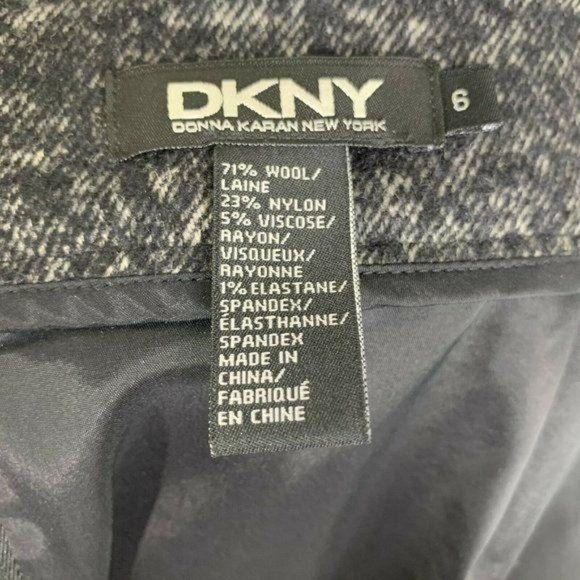 DKNY
DONNA KARAN NEW YORK
6
71% WOOL/
LAINE
23% NYLON
5% VISCOSE/
RAYON/
VISQUEUX/
RAYONNE
1% ELASTANE/
SPANDEX/
ÉLASTHANNE/
SPANDEX
MADE IN
CHINA/
FABRIQUÉ
EN CHINE